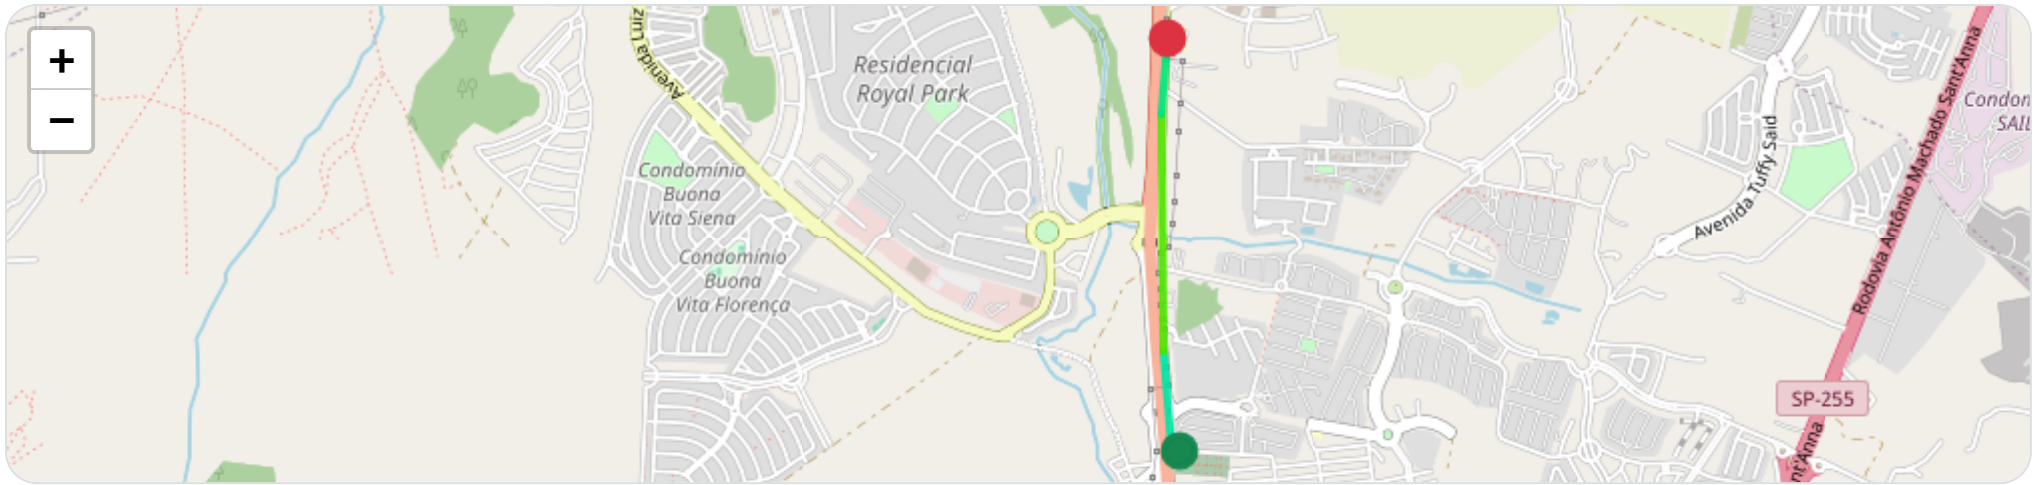 +
−
Avenida Luiz
Residencial
Royal Park
Condomínio
Buona
Vita Siena
Condomínio
Buona
Vita Florença
Avenida Tuffy Said
Rodovia Antônio Machado Sant'Anna
SP-255
nt'Anna
Condon
SAIL